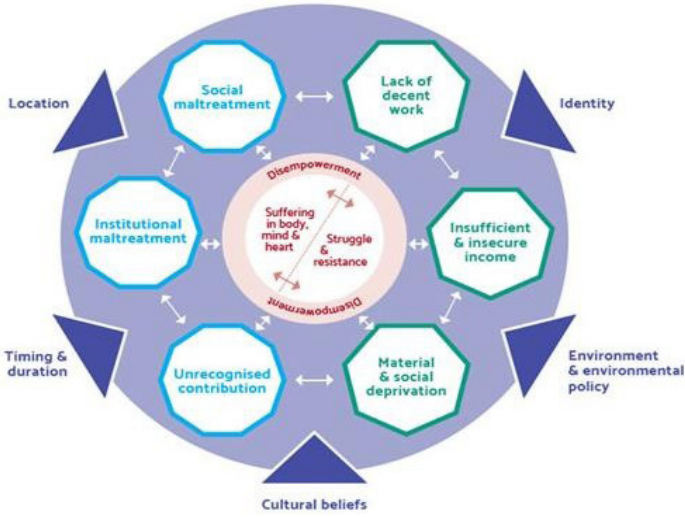 Social
maltreatment
Lack of
decent
work
Location
Identity
Disempowerment
Institutional
maltreatment
Suffering
in body,
mind &
heart
Struggle
&
resistance
Insufficient
& insecure
income
Disempowerment
Timing &
duration
Unrecognised
contribution
Material
& social
deprivation
Environment
& environmental
policy
Cultural beliefs